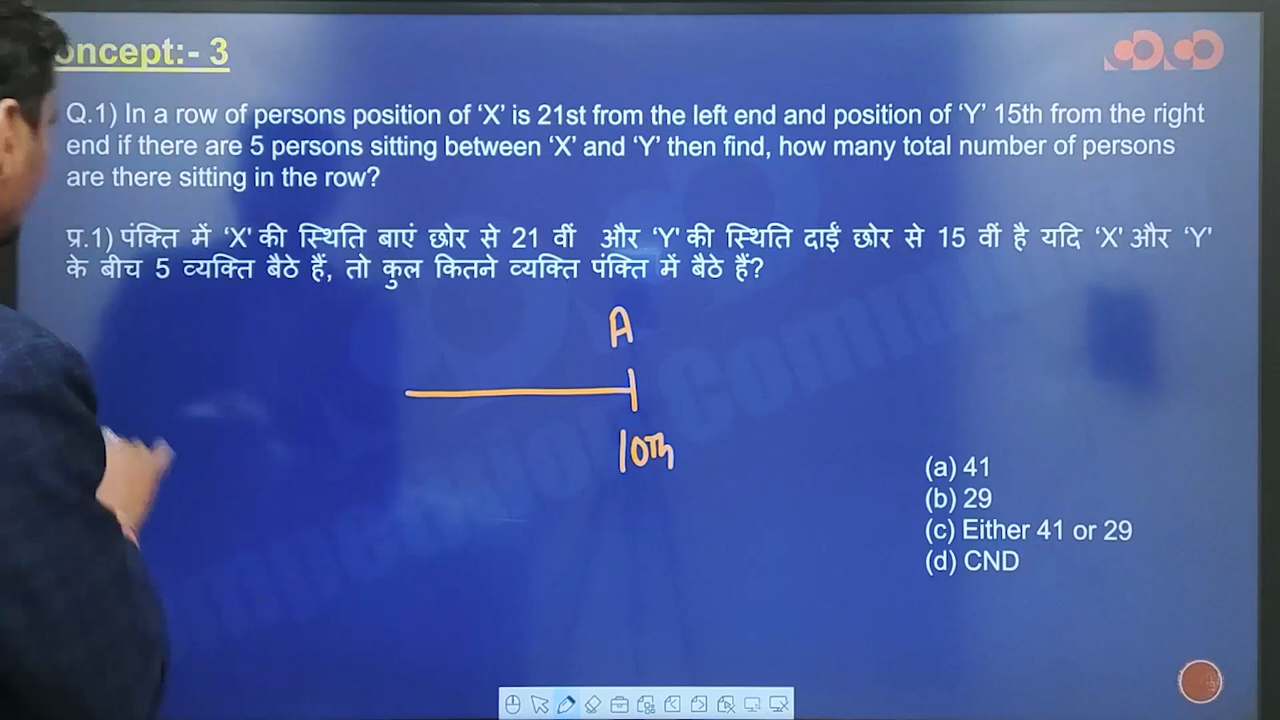 oncept:- 3
Q.1) In a row of persons position of ‘X’ is 21st from the left end and position of ‘Y’ 15th from the right
end if there are 5 persons sitting between ‘X’ and ‘Y’ then find, how many total number of persons
are there sitting in the row?
प्र.1) पंक्ति में ‘X' की स्थिति बाएं छोर से 21 वीं और ‘Y' की स्थिति दाईं छोर से 15 वीं है यदि ‘X' और ‘Y'
के बीच 5 व्यक्ति बैठे हैं, तो कुल कितने व्यक्ति पंक्ति में बैठे हैं?
A
10th
(a) 41
(b) 29
(c) Either 41 or 29
(d) CND